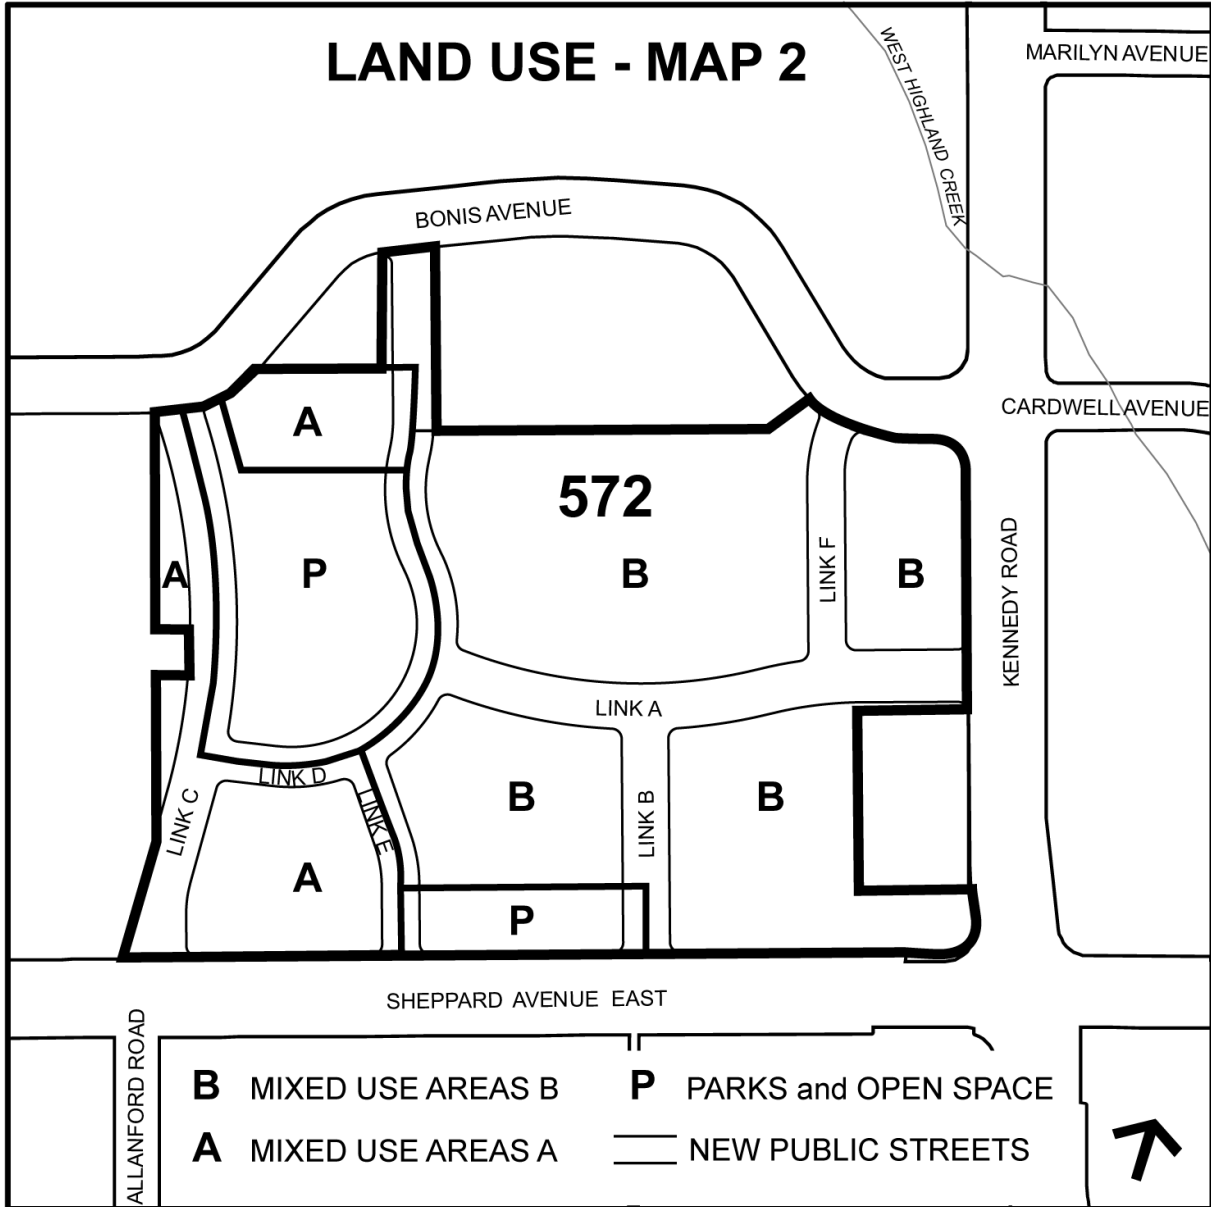 LAND USE - MAP 2
WEST HIGHLAND CREEK
MARILYN AVENUE
BONIS AVENUE
CARDWELL AVENUE
A
572
A
P
B
LINK F
B
KENNEDY ROAD
LINK A
LINK D
LINK C
LINK E
B
LINK B
B
A
P
SHEPPARD AVENUE EAST
ALLANFORD ROAD
B MIXED USE AREAS B
P PARKS and OPEN SPACE
A MIXED USE AREAS A
NEW PUBLIC STREETS